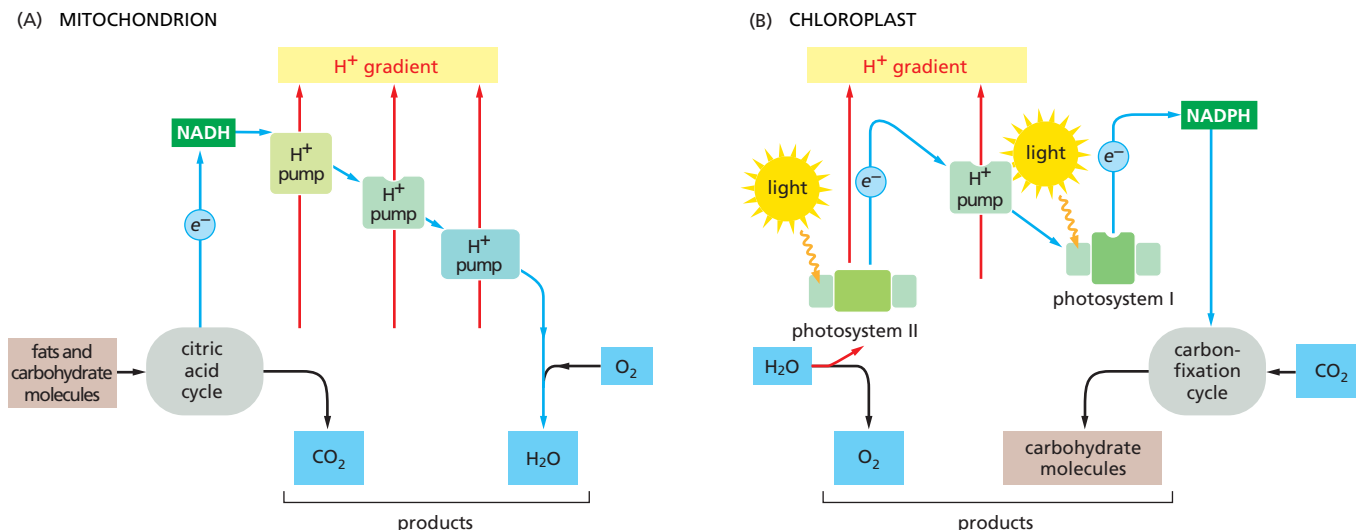 (A) MITOCHONDRION
H⁺ gradient
NADH
H⁺
pump
H⁺
pump
H⁺
pump
e⁻
fats and
carbohydrate
molecules
citric
acid
cycle
O₂
CO₂
H₂O
products
(B) CHLOROPLAST
H⁺ gradient
NADPH
light
e⁻
H⁺
pump
light
e⁻
photosystem II
photosystem I
H₂O
carbon-
fixation
cycle
CO₂
O₂
carbohydrate
molecules
products